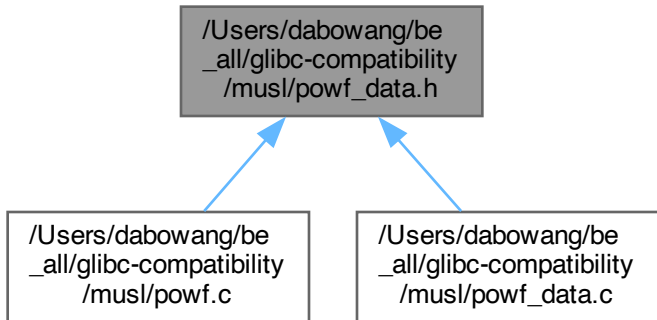 /Users/dabowang/be
_all/glibc-compatibility
/musl/powf_data.h
/Users/dabowang/be
_all/glibc-compatibility
/musl/powf.c
/Users/dabowang/be
_all/glibc-compatibility
/musl/powf_data.c